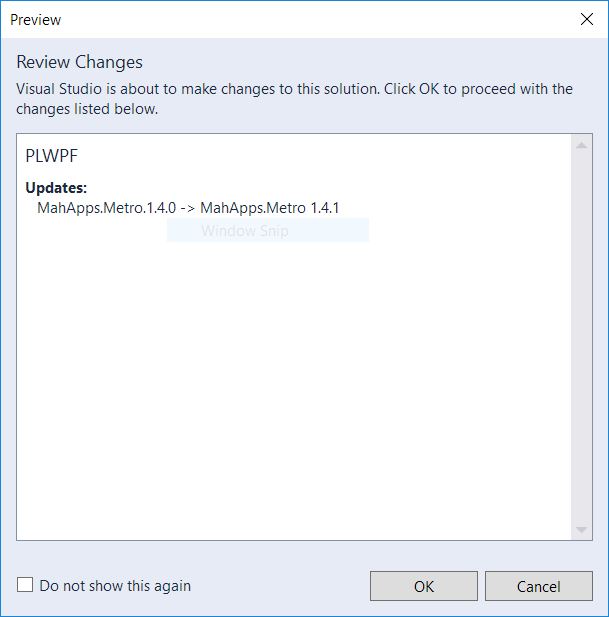 Preview
Review Changes
Visual Studio is about to make changes to this solution. Click OK to proceed with the
changes listed below.
PLWPF
Updates:
MahApps.Metro.1.4.0 -> MahApps.Metro 1.4.1
Window Snip
Do not show this again
OK
Cancel